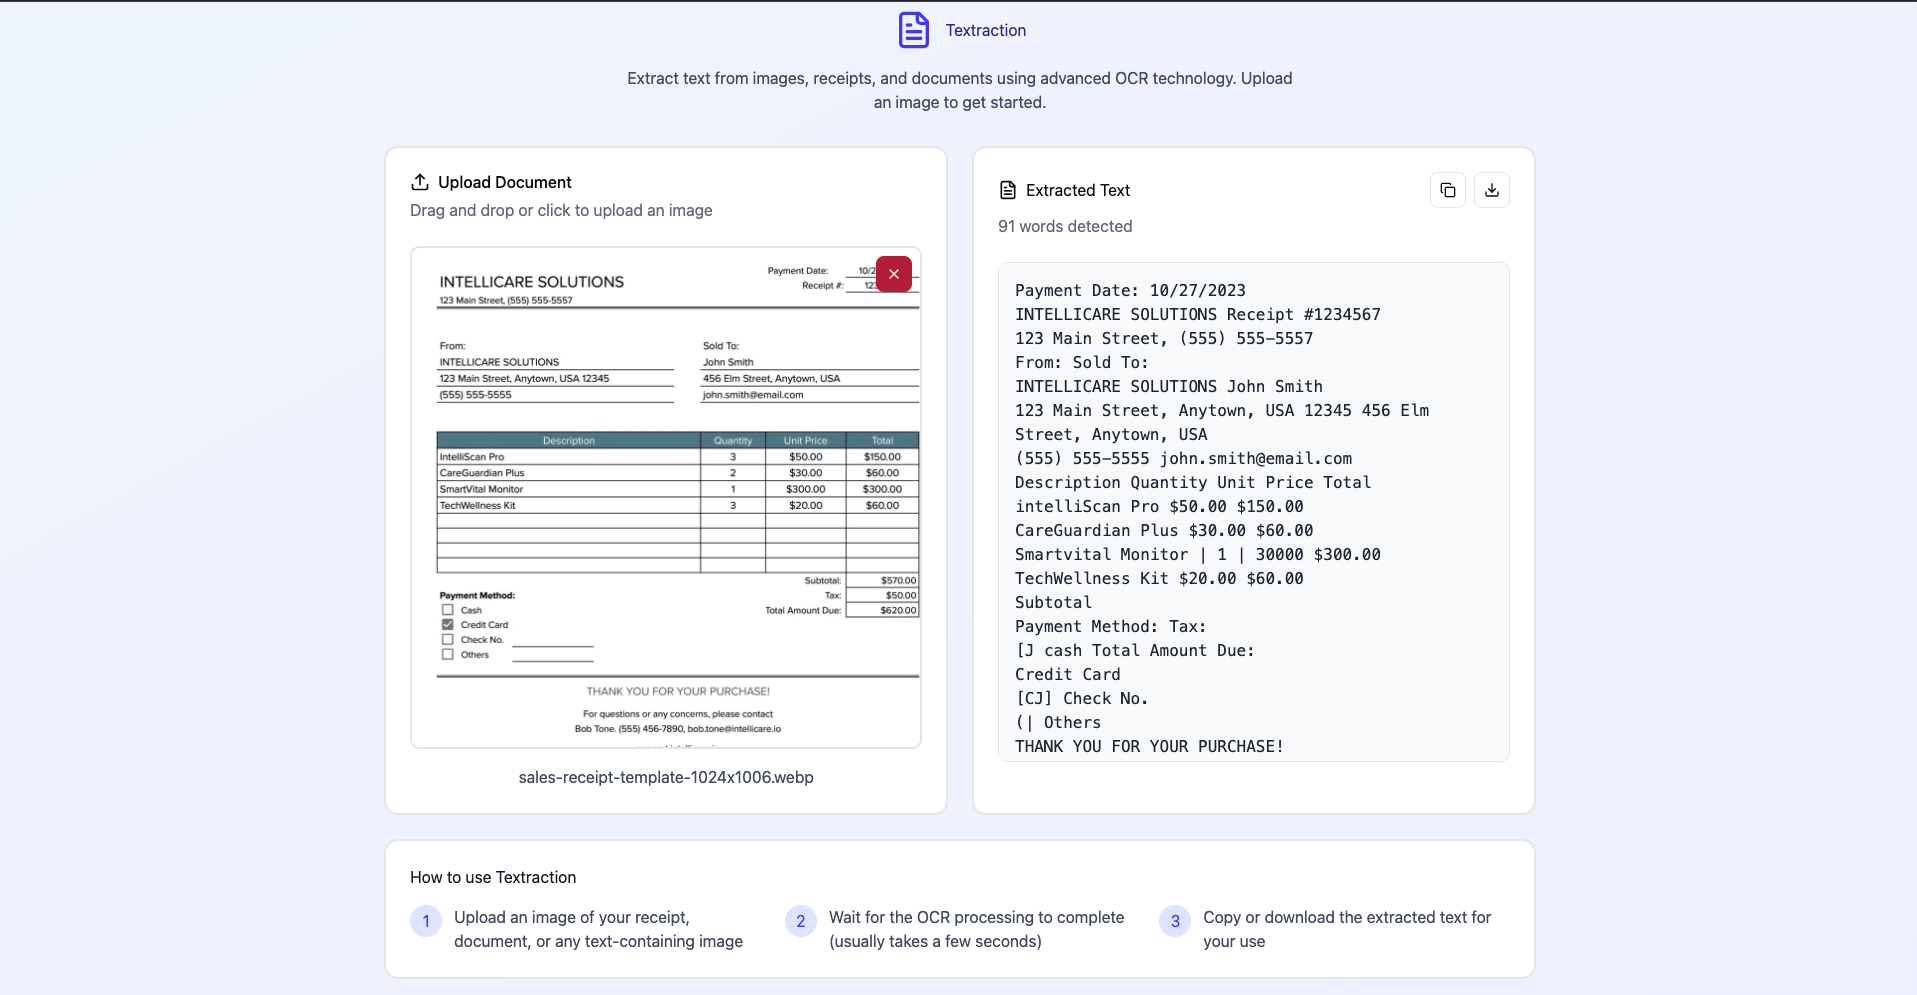 Textraction
Extract text from images, receipts, and documents using advanced OCR technology. Upload
an image to get started.
Upload Document
Drag and drop or click to upload an image
INTELLICARE SOLUTIONS
123 Main Street, (555) 555-5557
Payment Date: 10/2
Receipt #: 123
From:
INTELLICARE SOLUTIONS
123 Main Street, Anytown, USA 12345
(555) 555-5555
Sold To:
John Smith
456 Elm Street, Anytown, USA
john.smith@email.com
Description Quantity Unit Price Total
IntelliScan Pro 3 $50.00 $150.00
CareGuardian Plus 2 $30.00 $60.00
SmartVital Monitor 1 $300.00 $300.00
TechWellness Kit 3 $20.00 $60.00
Subtotal: $570.00
Tax: $50.00
Total Amount Due: $620.00
Payment Method:
Cash
Credit Card
Check No.
Others
THANK YOU FOR YOUR PURCHASE!
For questions or any concerns, please contact
Bob Tone. (555) 456-7890, bob.tone@intellicare.io
sales-receipt-template-1024x1006.webp
Extracted Text
91 words detected
Payment Date: 10/27/2023
INTELLICARE SOLUTIONS Receipt #1234567
123 Main Street, (555) 555–5557
From: Sold To:
INTELLICARE SOLUTIONS John Smith
123 Main Street, Anytown, USA 12345 456 Elm
Street, Anytown, USA
(555) 555–5555 john.smith@email.com
Description Quantity Unit Price Total
intelliScan Pro $50.00 $150.00
CareGuardian Plus $30.00 $60.00
Smartvital Monitor | 1 | 30000 $300.00
TechWellness Kit $20.00 $60.00
Subtotal
Payment Method: Tax:
[J cash Total Amount Due:
Credit Card
[CJ] Check No.
(| Others
THANK YOU FOR YOUR PURCHASE!
How to use Textraction
1 Upload an image of your receipt,
document, or any text-containing image
2 Wait for the OCR processing to complete
(usually takes a few seconds)
3 Copy or download the extracted text for
your use